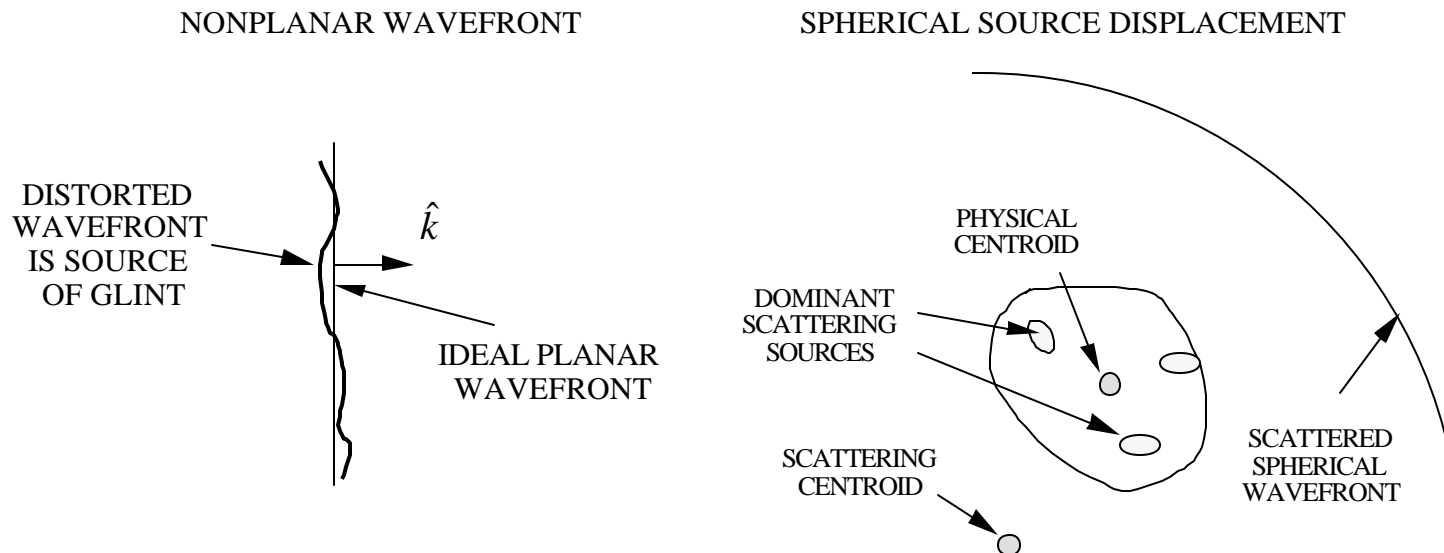 NONPLANAR WAVEFRONT
SPHERICAL SOURCE DISPLACEMENT
DISTORTED
WAVEFRONT
IS SOURCE
OF GLINT
k̂
IDEAL PLANAR
WAVEFRONT
PHYSICAL
CENTROID
DOMINANT
SCATTERING
SOURCES
SCATTERING
CENTROID
SCATTERED
SPHERICAL
WAVEFRONT